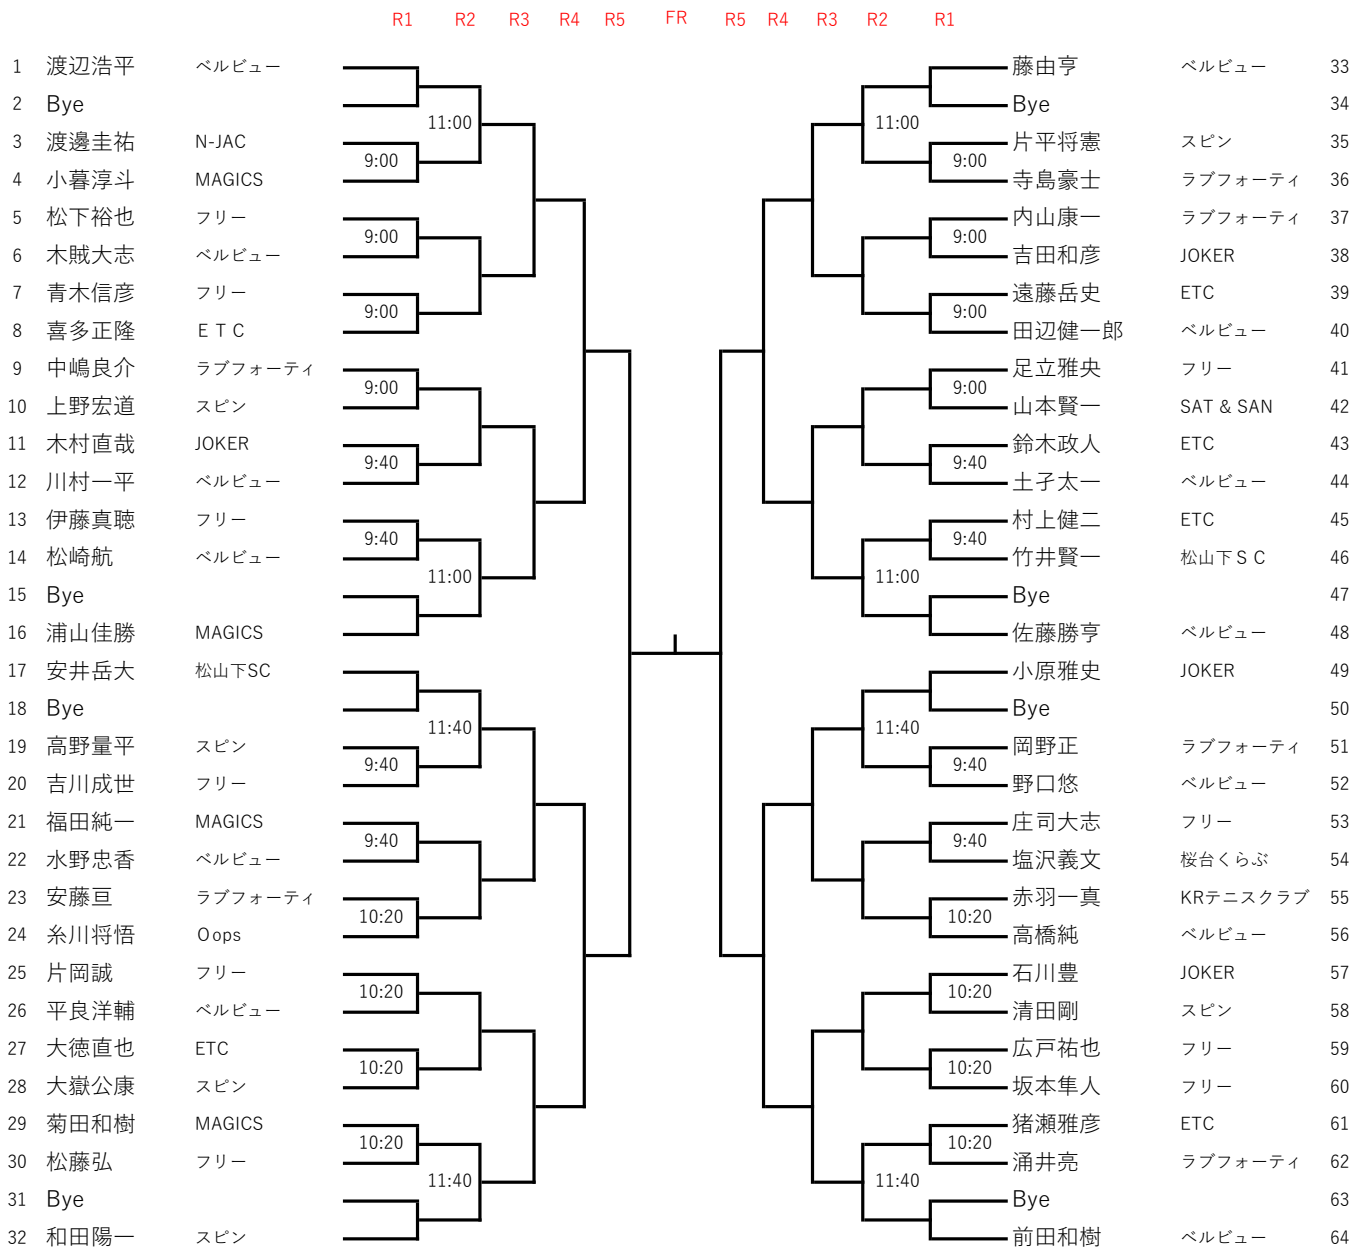 R1 R2 R3 R4 R5 FR R5 R4 R3 R2 R1
1 渡辺浩平 ベルビュー 藤由亨 ベルビュー 33
2 Bye Bye 34
11:00 11:00
3 渡邊圭祐 N-JAC 片平将憲 スピン 35
9:00 9:00
4 小暮淳斗 MAGICS 寺島豪士 ラブフォーティ 36
5 松下裕也 フリー 内山康一 ラブフォーティ 37
9:00 9:00
6 木賊大志 ベルビュー 吉田和彦 JOKER 38
7 青木信彦 フリー 遠藤岳史 ETC 39
9:00 9:00
8 喜多正隆 ＥＴＣ 田辺健一郎 ベルビュー 40
9 中嶋良介 ラブフォーティ 足立雅央 フリー 41
9:00 9:00
10 上野宏道 スピン 山本賢一 SAT & SAN 42
11 木村直哉 JOKER 鈴木政人 ETC 43
9:40 9:40
12 川村一平 ベルビュー 土孑太一 ベルビュー 44
13 伊藤真聴 フリー 村上健二 ETC 45
9:40 9:40
14 松崎航 ベルビュー 竹井賢一 松山下ＳＣ 46
11:00 11:00
15 Bye Bye 47
16 浦山佳勝 MAGICS 佐藤勝亨 ベルビュー 48
17 安井岳大 松山下SC 小原雅史 JOKER 49
18 Bye Bye 50
11:40 11:40
19 高野量平 スピン 岡野正 ラブフォーティ 51
9:40 9:40
20 吉川成世 フリー 野口悠 ベルビュー 52
21 福田純一 MAGICS 庄司大志 フリー 53
9:40 9:40
22 水野忠香 ベルビュー 塩沢義文 桜台くらぶ 54
23 安藤亘 ラブフォーティ 赤羽一真 KRテニスクラブ 55
10:20 10:20
24 糸川将悟 Oops 高橋純 ベルビュー 56
25 片岡誠 フリー 石川豊 JOKER 57
10:20 10:20
26 平良洋輔 ベルビュー 清田剛 スピン 58
27 大徳直也 ETC 広戸祐也 フリー 59
10:20 10:20
28 大嶽公康 スピン 坂本隼人 フリー 60
29 菊田和樹 MAGICS 猪瀬雅彦 ETC 61
10:20 10:20
30 松藤弘 フリー 涌井亮 ラブフォーティ 62
11:40 11:40
31 Bye Bye 63
32 和田陽一 スピン 前田和樹 ベルビュー 64